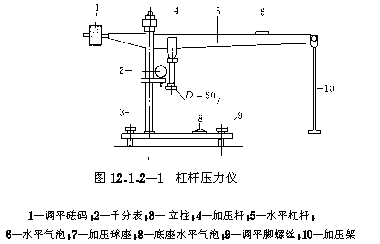 1
4
5
6
2
D=50
7
3
8
9
10
图 12·1·2—1 杠杆压力仪
1—调平砝码;2—千分表;3—立柱;4—加压杆;5—水平杠杆;
6—水平气泡;7—加压球座;8—底座水平气泡;9—调平脚螺丝;10—加压架